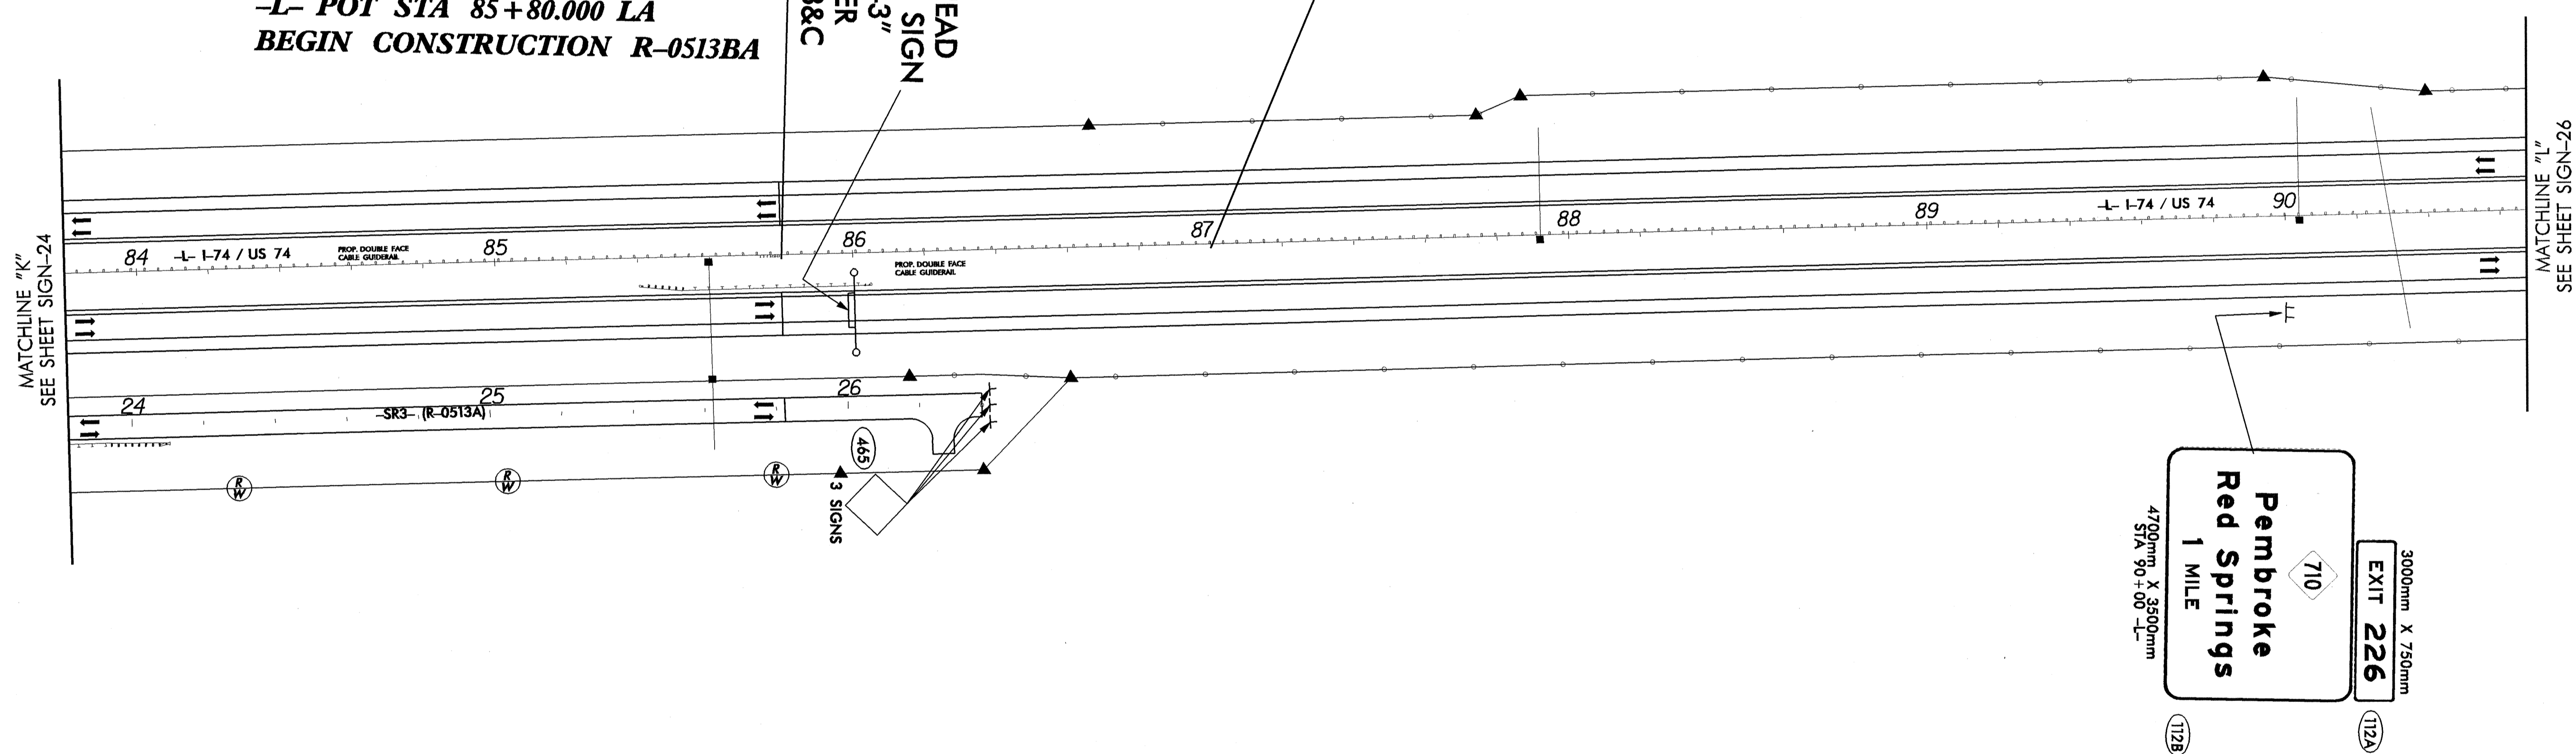 -L- POT STA 85+80.000 LA
BEGIN CONSTRUCTION R-0513BA
EAD
SIGN
-3"
ER
B&C
MATCHLINE "K"
SEE SHEET SIGN-24
84
-L- I-74 / US 74
PROP. DOUBLE FACE
CABLE GUIDERAIL
85
86
PROP. DOUBLE FACE
CABLE GUIDERAIL
87
88
89
-L- I-74 / US 74
90
MATCHLINE "L"
SEE SHEET SIGN-26
24
-SR3- (R-0513A)
25
26
R
W
R
W
R
W
465
3 SIGNS
3000mm X 750mm
EXIT 226
112A
710
Pembroke
Red Springs
1 MILE
4700mm X 3500mm
STA 90+00 -L-
112B